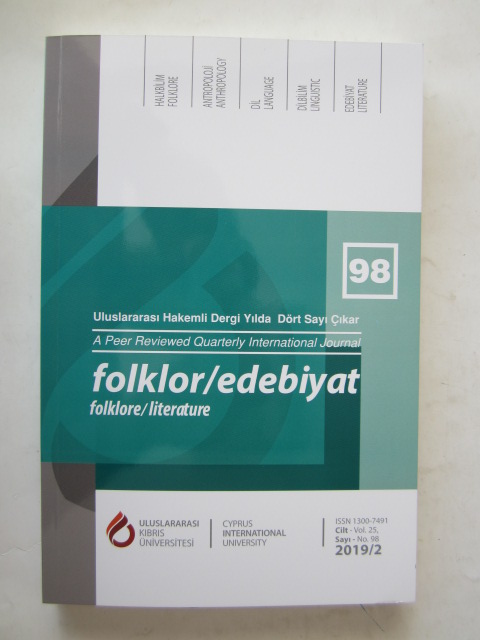 HALKBİLİM
FOLKLORE
ANTROPOLOJİ
ANTHROPOLOGY
DİL
LANGUAGE
DİLBİLİM
LINGUISTIC
EDEBİYAT
LITERATURE
98
Uluslararası Hakemli Dergi Yılda Dört Sayı Çıkar
A Peer Reviewed Quarterly International Journal
folklor/edebiyat
folklore/literature
ULUSLARARASI
KIBRIS
ÜNİVERSİTESİ
CYPRUS
INTERNATIONAL
UNIVERSITY
ISSN 1300-7491
Cilt - Vol. 25,
Sayı - No. 98
2019/2